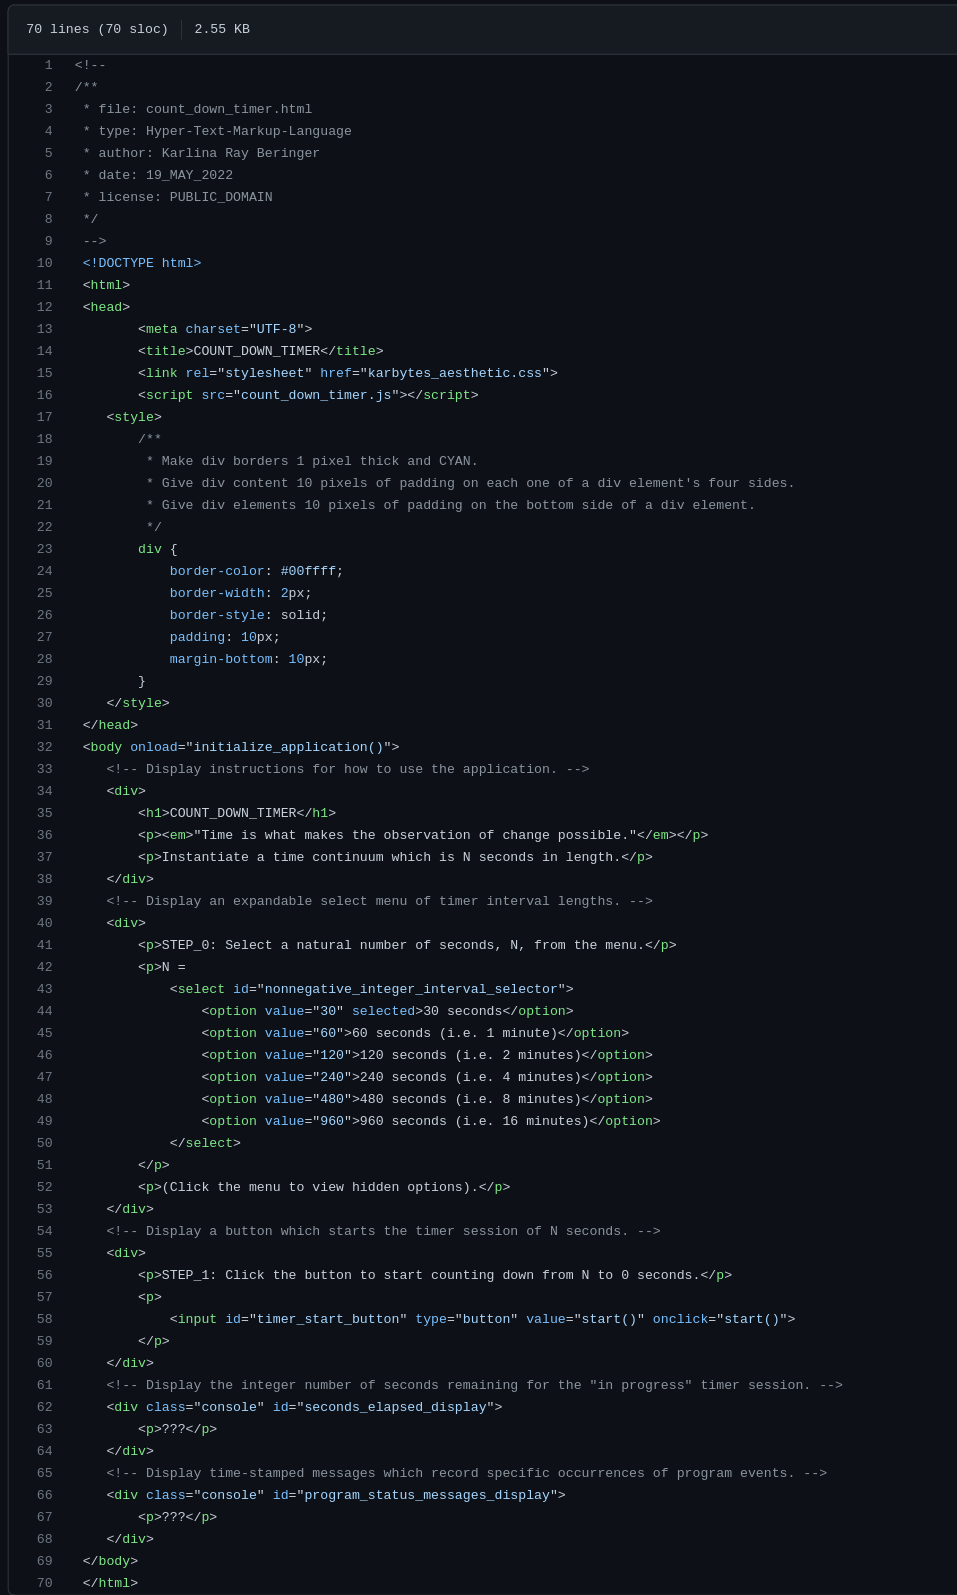 70 lines (70 sloc) 2.55 KB
1 <!--
2 /**
3  * file: count_down_timer.html
4  * type: Hyper-Text-Markup-Language
5  * author: Karlina Ray Beringer
6  * date: 19_MAY_2022
7  * license: PUBLIC_DOMAIN
8  */
9  -->
10  <!DOCTYPE html>
11  <html>
12  <head>
13         <meta charset="UTF-8">
14         <title>COUNT_DOWN_TIMER</title>
15         <link rel="stylesheet" href="karbytes_aesthetic.css">
16         <script src="count_down_timer.js"></script>
17     <style>
18         /**
19          * Make div borders 1 pixel thick and CYAN.
20          * Give div content 10 pixels of padding on each one of a div element's four sides.
21          * Give div elements 10 pixels of padding on the bottom side of a div element.
22          */
23         div {
24             border-color: #00ffff;
25             border-width: 2px;
26             border-style: solid;
27             padding: 10px;
28             margin-bottom: 10px;
29         }
30     </style>
31  </head>
32  <body onload="initialize_application()">
33     <!-- Display instructions for how to use the application. -->
34     <div>
35         <h1>COUNT_DOWN_TIMER</h1>
36         <p><em>"Time is what makes the observation of change possible."</em></p>
37         <p>Instantiate a time continuum which is N seconds in length.</p>
38     </div>
39     <!-- Display an expandable select menu of timer interval lengths. -->
40     <div>
41         <p>STEP_0: Select a natural number of seconds, N, from the menu.</p>
42         <p>N =
43             <select id="nonnegative_integer_interval_selector">
44                 <option value="30" selected>30 seconds</option>
45                 <option value="60">60 seconds (i.e. 1 minute)</option>
46                 <option value="120">120 seconds (i.e. 2 minutes)</option>
47                 <option value="240">240 seconds (i.e. 4 minutes)</option>
48                 <option value="480">480 seconds (i.e. 8 minutes)</option>
49                 <option value="960">960 seconds (i.e. 16 minutes)</option>
50             </select>
51         </p>
52         <p>(Click the menu to view hidden options).</p>
53     </div>
54     <!-- Display a button which starts the timer session of N seconds. -->
55     <div>
56         <p>STEP_1: Click the button to start counting down from N to 0 seconds.</p>
57         <p>
58             <input id="timer_start_button" type="button" value="start()" onclick="start()">
59         </p>
60     </div>
61     <!-- Display the integer number of seconds remaining for the "in progress" timer session. -->
62     <div class="console" id="seconds_elapsed_display">
63         <p>???</p>
64     </div>
65     <!-- Display time-stamped messages which record specific occurrences of program events. -->
66     <div class="console" id="program_status_messages_display">
67         <p>???</p>
68     </div>
69  </body>
70  </html>